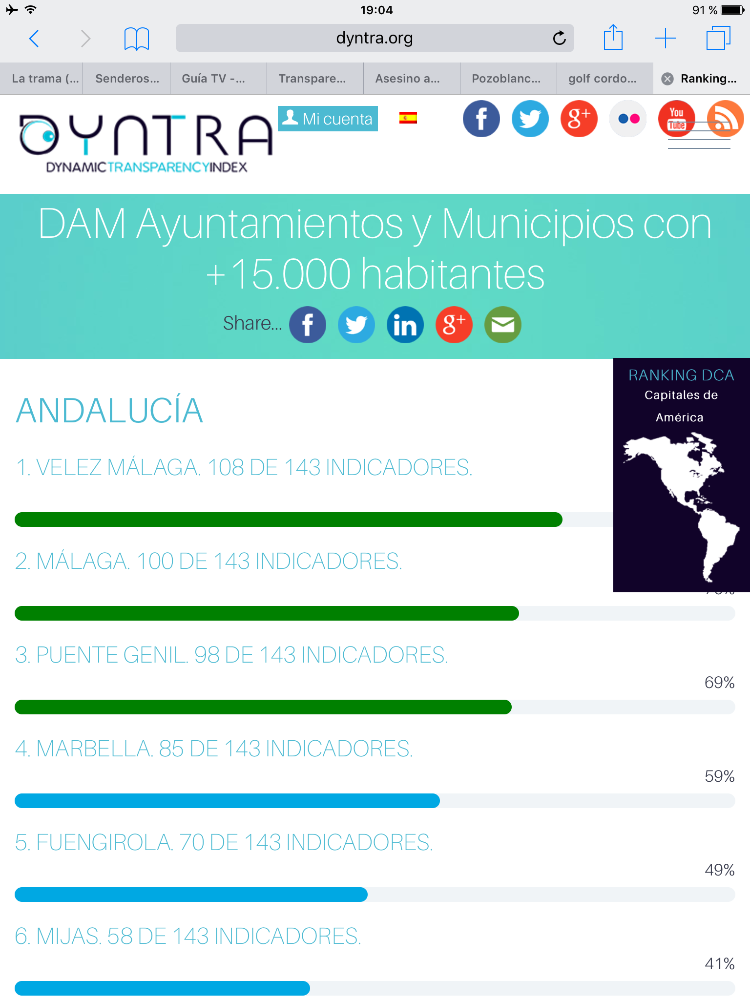 19:04
91 %
dyntra.org
La trama (...
Senderos...
Guía TV -...
Transpare...
Asesino a...
Pozoblanc...
golf cordo...
Ranking...
DYNTRA
DYNAMICTRANSPARENCYINDEX
Mi cuenta
You
Tube
DAM Ayuntamientos y Municipios con
+15.000 habitantes
Share...
RANKING DCA
Capitales de
América
ANDALUCÍA
1. VELEZ MÁLAGA. 108 DE 143 INDICADORES.
2. MÁLAGA. 100 DE 143 INDICADORES.
3. PUENTE GENIL. 98 DE 143 INDICADORES.
69%
4. MARBELLA. 85 DE 143 INDICADORES.
59%
5. FUENGIROLA. 70 DE 143 INDICADORES.
49%
6. MIJAS. 58 DE 143 INDICADORES.
41%